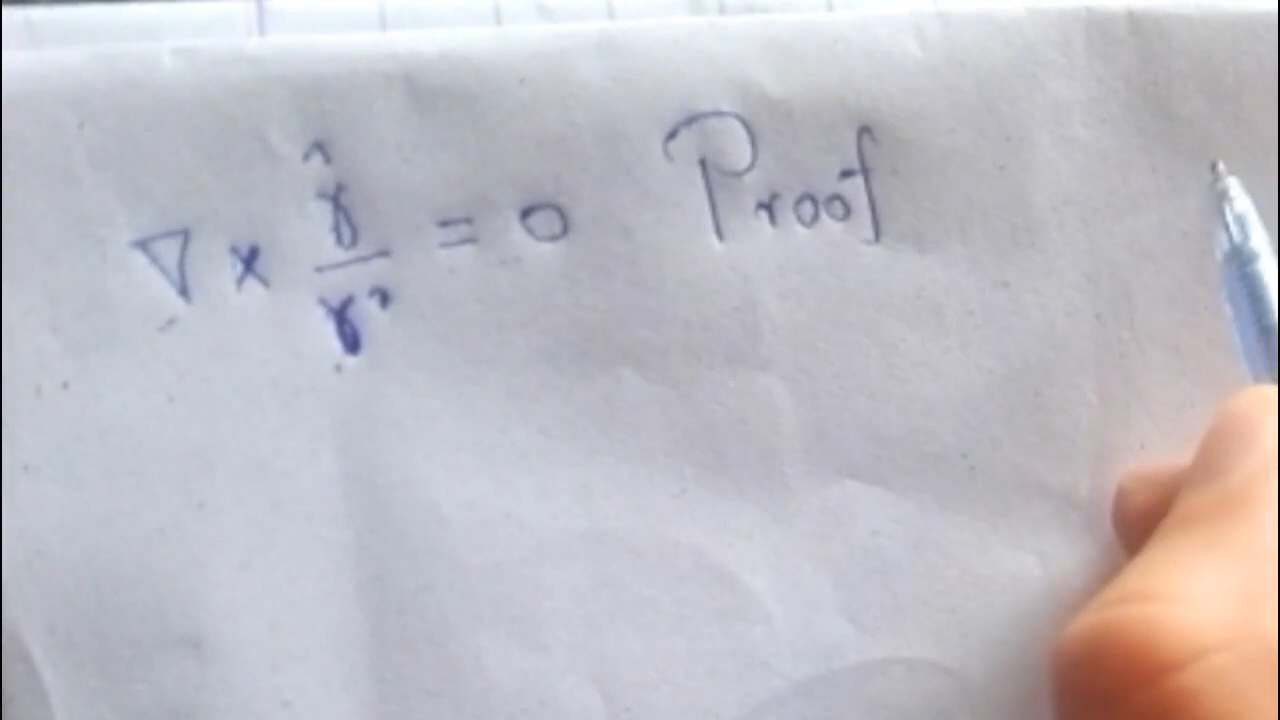 ∇ × r̂/r² = 0 Proof